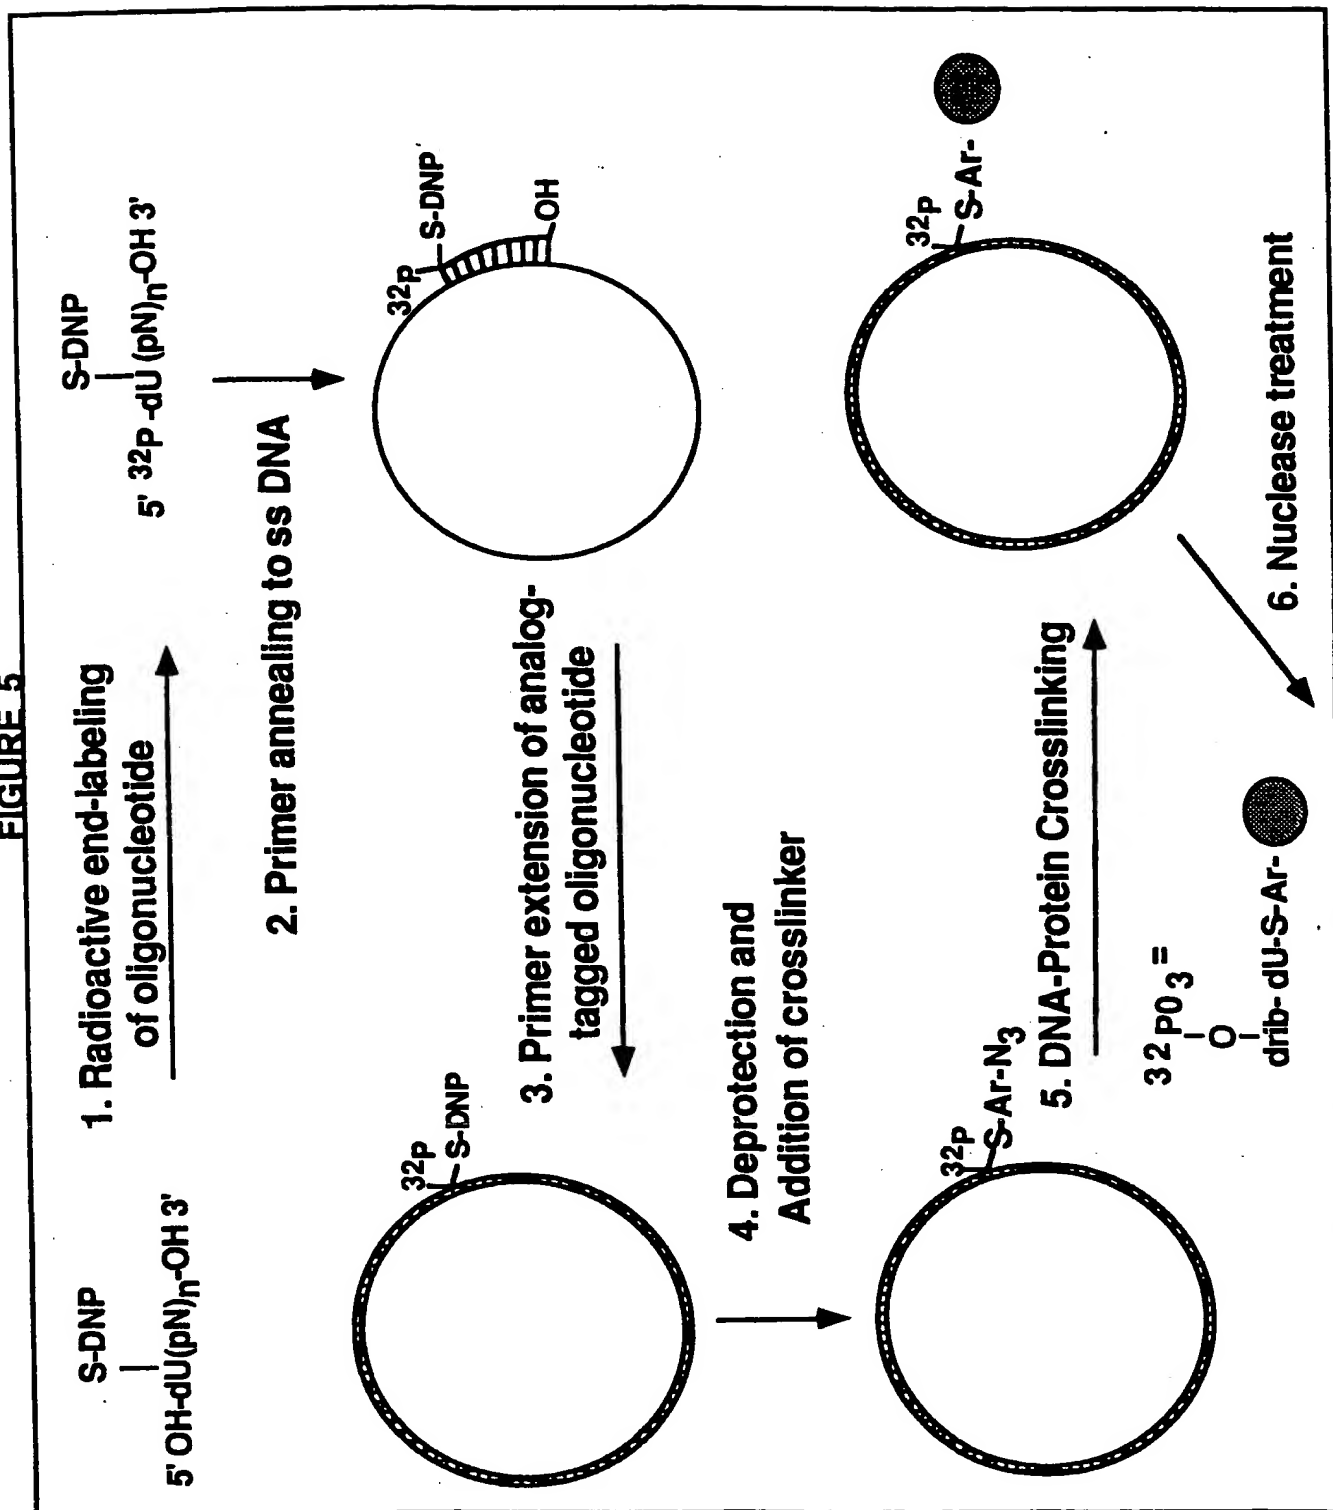 FIGURE 5
S-DNP
5' OH-dU(pN)n-OH 3'
1. Radioactive end-labeling
of oligonucleotide
S-DNP
5' 32P -dU (pN)n-OH 3'
2. Primer annealing to ss DNA
32P
S-DNP
OH
3. Primer extension of analog-
tagged oligonucleotide
32P
S-DNP
4. Deprotection and
Addition of crosslinker
32P
S-Ar-N3
5. DNA-Protein Crosslinking
32P
S-Ar-
6. Nuclease treatment
32PO3=
O
drib- dU-S-Ar-